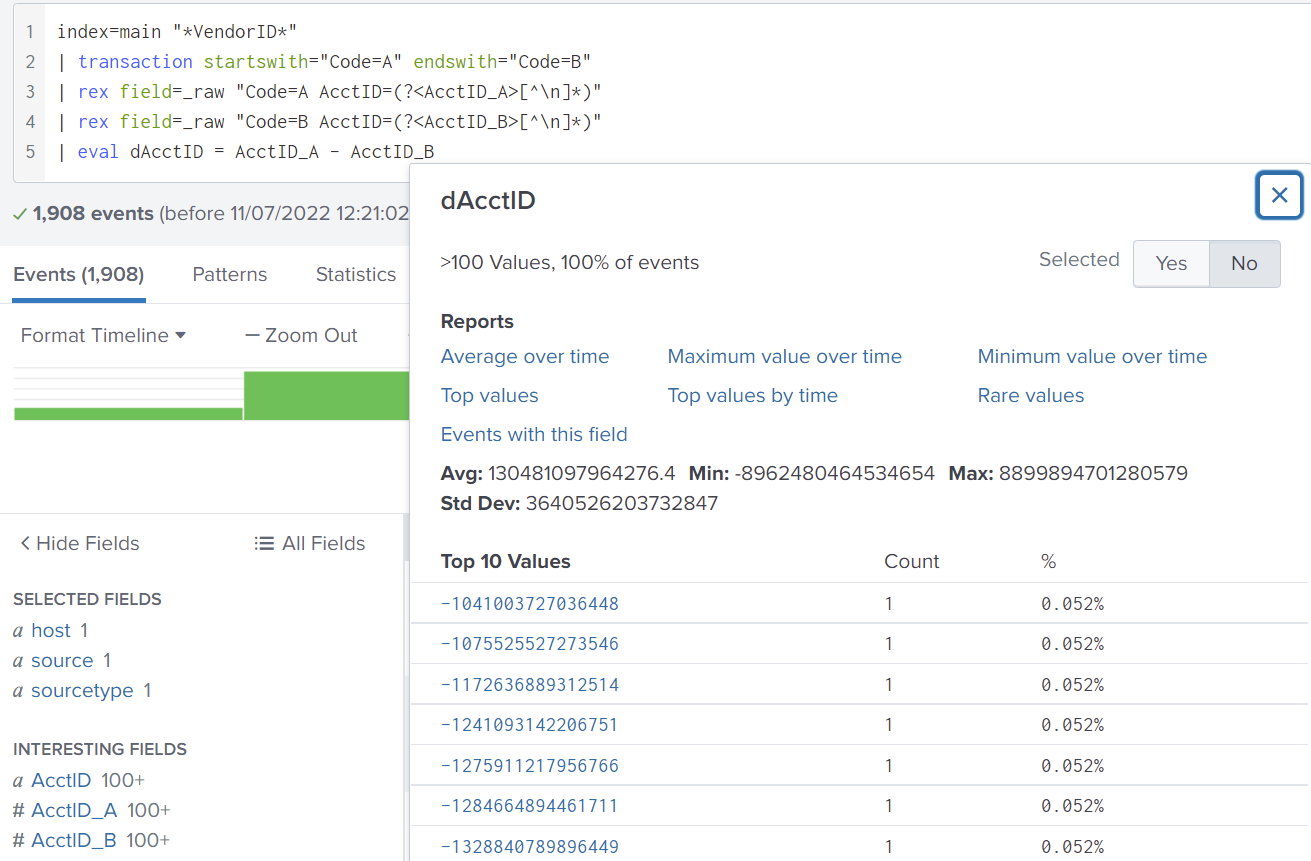 1 index=main "*VendorID*"
2 | transaction startswith="Code=A" endswith="Code=B"
3 | rex field=_raw "Code=A AcctID=(?<AcctID_A>[^\n]*)"
4 | rex field=_raw "Code=B AcctID=(?<AcctID_B>[^\n]*)"
5 | eval dAcctID = AcctID_A - AcctID_B
✓ 1,908 events (before 11/07/2022 12:21:02
Events (1,908) Patterns Statistics
Format Timeline ▾ — Zoom Out
< Hide Fields All Fields
SELECTED FIELDS
a host 1
a source 1
a sourcetype 1
INTERESTING FIELDS
a AcctID 100+
# AcctID_A 100+
# AcctID_B 100+
dAcctID
>100 Values, 100% of events
Selected Yes No
Reports
Average over time Maximum value over time Minimum value over time
Top values Top values by time Rare values
Events with this field
Avg: 130481097964276.4 Min: -8962480464534654 Max: 8899894701280579
Std Dev: 3640526203732847
Top 10 Values Count %
-1041003727036448 1 0.052%
-1075525527273546 1 0.052%
-1172636889312514 1 0.052%
-1241093142206751 1 0.052%
-1275911217956766 1 0.052%
-1284664894461711 1 0.052%
-1328840789896449 1 0.052%